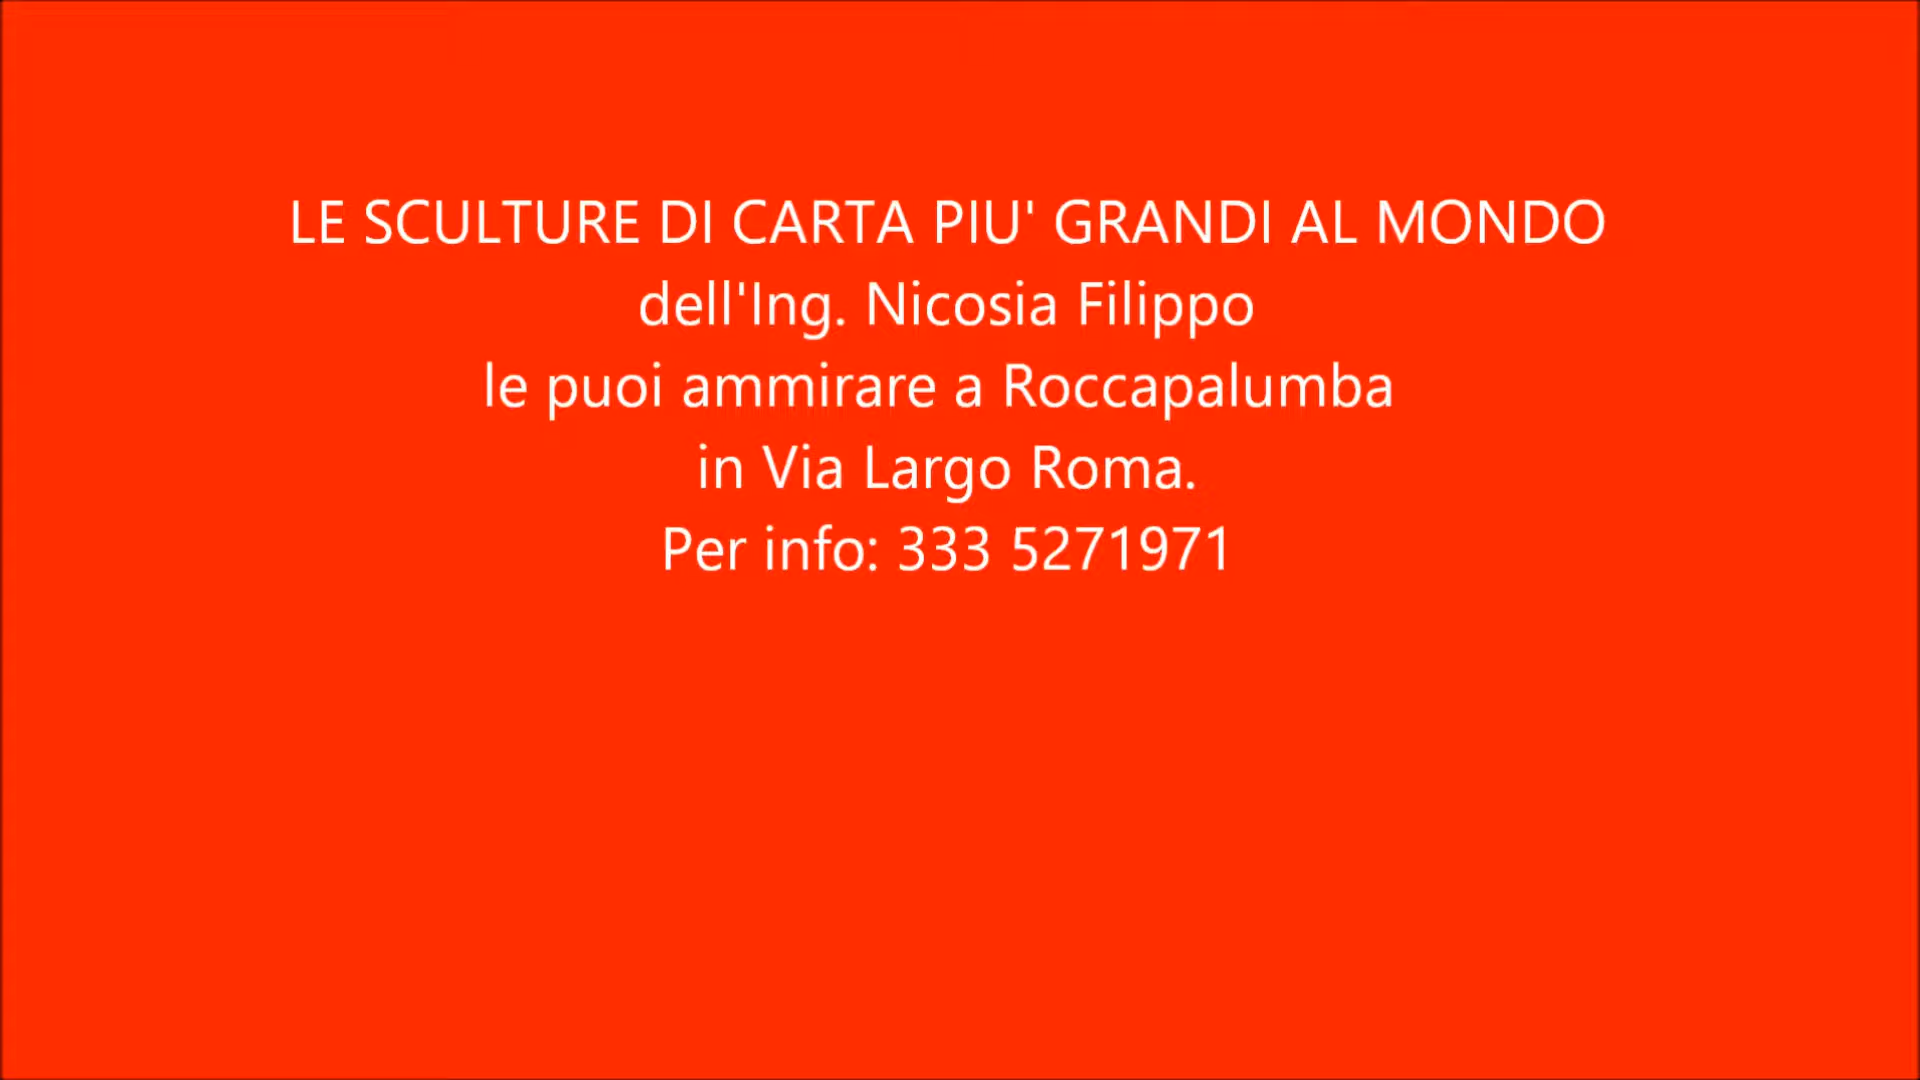 LE SCULTURE DI CARTA PIU' GRANDI AL MONDO
dell'Ing. Nicosia Filippo
le puoi ammirare a Roccapalumba
in Via Largo Roma.
Per info: 333 5271971